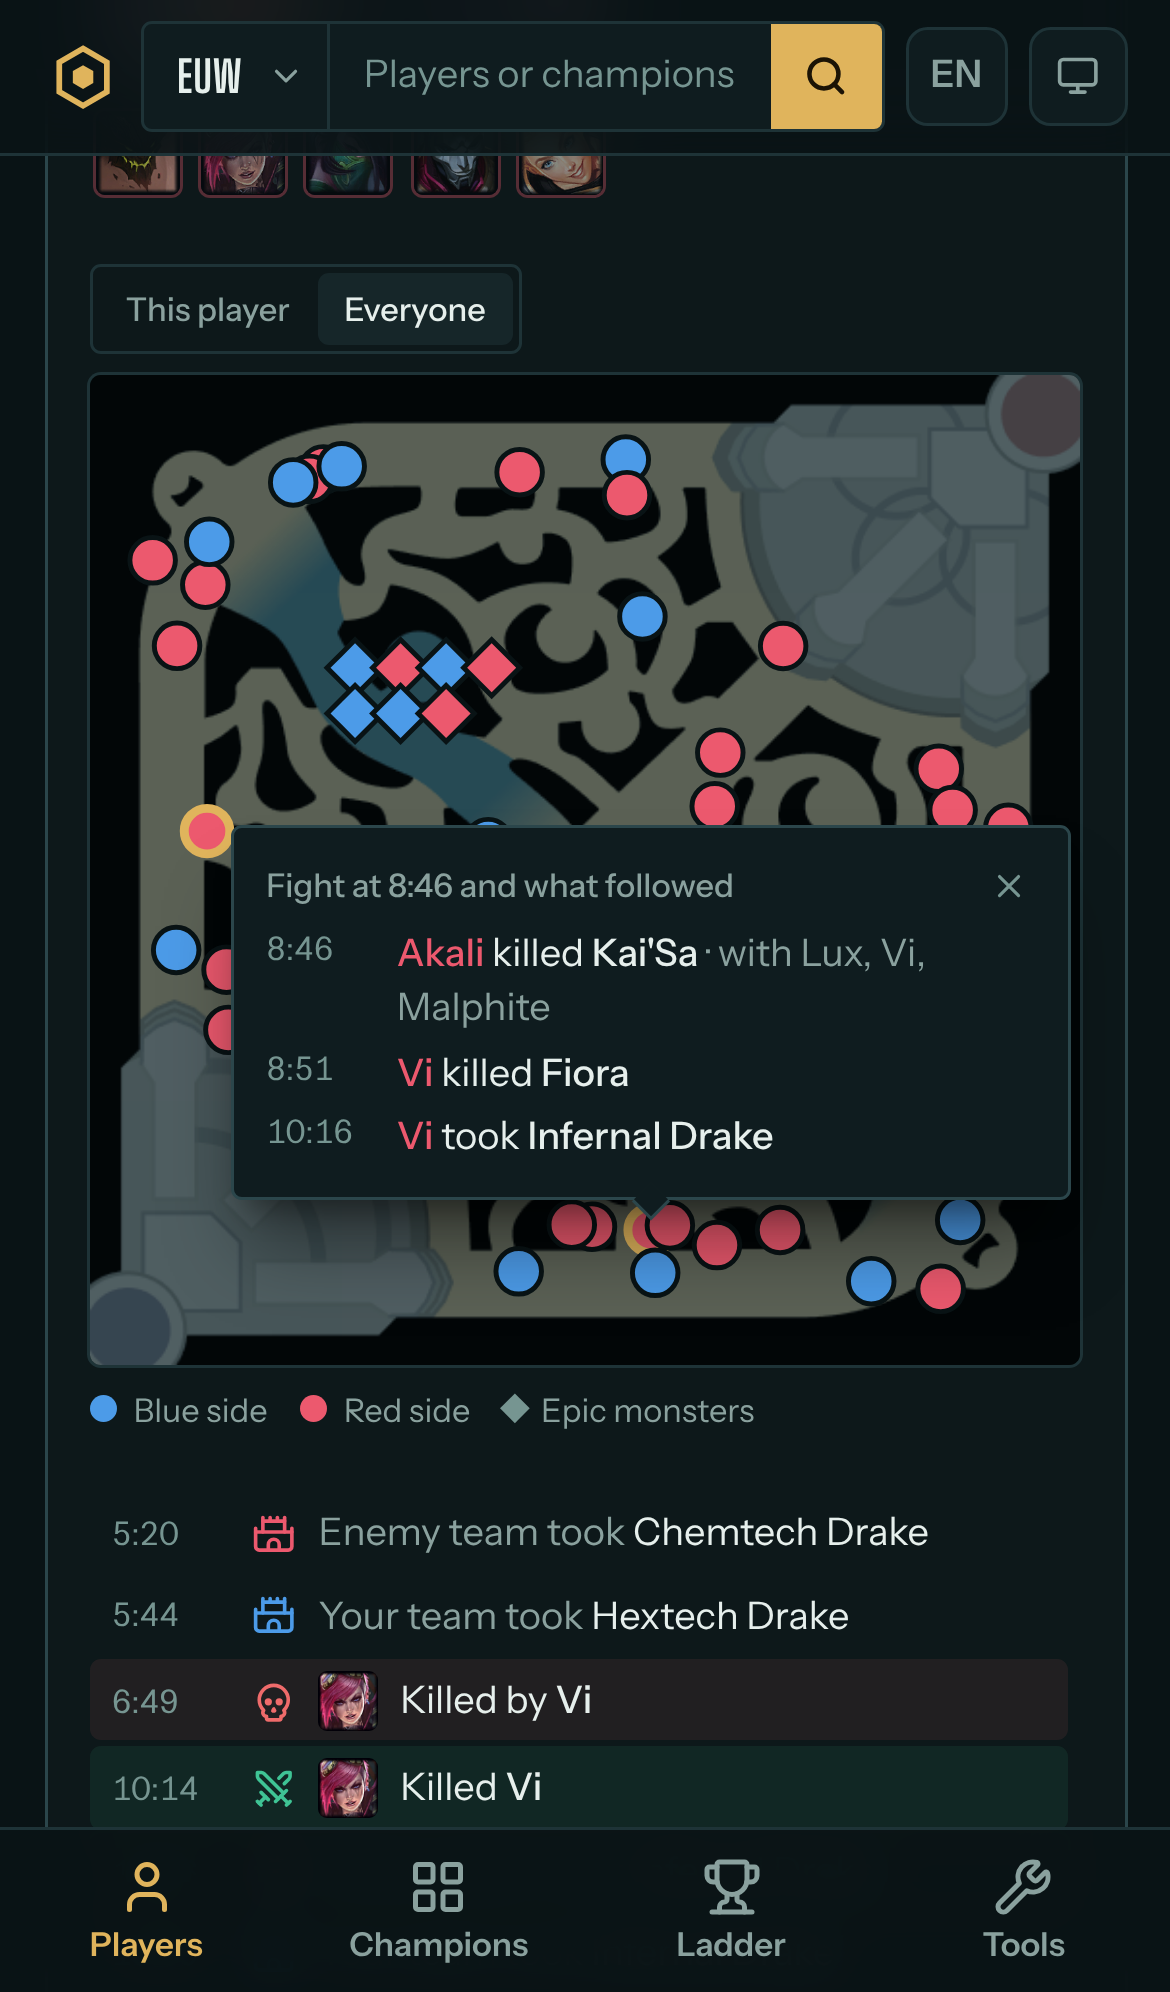 EUW
Players or champions
EN
This player
Everyone
Fight at 8:46 and what followed
8:46 Akali killed Kai'Sa · with Lux, Vi,
Malphite
8:51 Vi killed Fiora
10:16 Vi took Infernal Drake
Blue side
Red side
Epic monsters
5:20 Enemy team took Chemtech Drake
5:44 Your team took Hextech Drake
6:49 Killed by Vi
10:14 Killed Vi
Players
Champions
Ladder
Tools